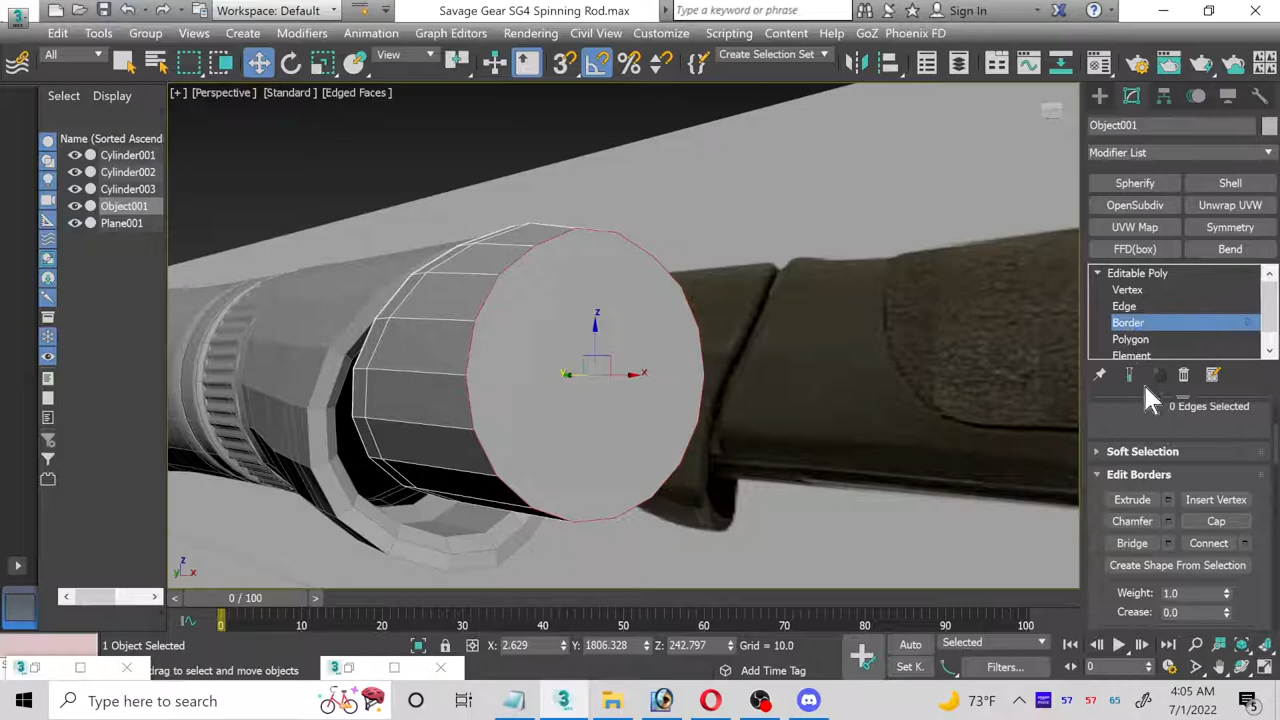 Workspace: Default
Savage Gear SG4 Spinning Rod.max
Type a keyword or phrase
Sign In
Edit Tools Group Views Create Modifiers Animation Graph Editors Rendering Civil View Customize Scripting Content Help GoZ Phoenix FD
All
View
Create Selection Set
3
Select Display
[+] [Perspective] [Standard] [Edged Faces]
Name (Sorted Ascend
Cylinder001
Cylinder002
Cylinder003
Object001
Plane001
z
y
x
z
y x
Object001
Modifier List
Spherify Shell
OpenSubdiv Unwrap UVW
UVW Map Symmetry
FFD(box) Bend
Editable Poly
Vertex
Edge
Border
Polygon
Element
0 Edges Selected
Soft Selection
Edit Borders
Extrude Insert Vertex
Chamfer Cap
Bridge Connect
Create Shape From Selection
Weight: 1.0
Crease: 0.0
0 / 100
0 10 20 30 40 50 60 70 80 90 100
1 Object Selected
X: 2.629 Y: 1806.328 Z: 242.797 Grid = 10.0
Auto Selected
drag to select and move objects
Add Time Tag
Set K. Filters...
0
Type here to search
73°F
57 57 65
4:05 AM
7/1/2022
5